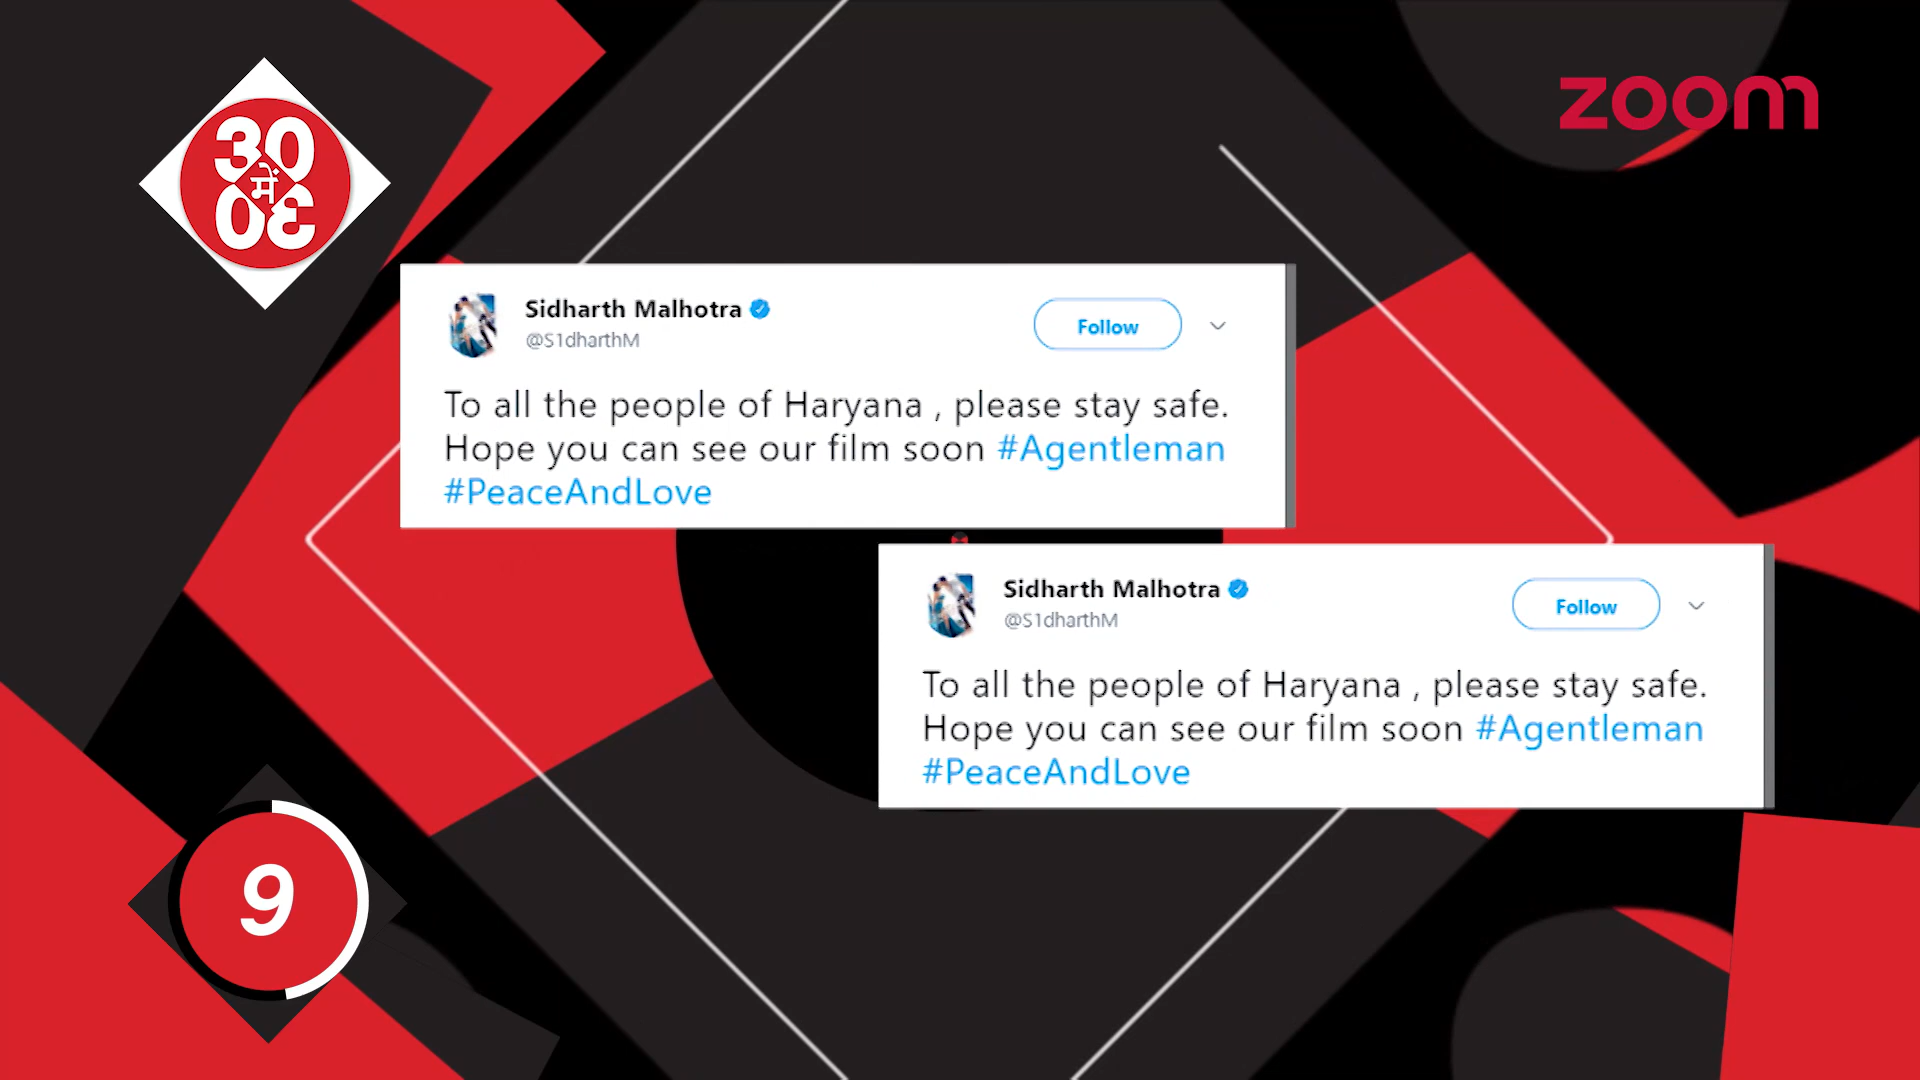 30
में
30
zoom
Sidharth Malhotra
@S1dharthM
Follow
To all the people of Haryana , please stay safe.
Hope you can see our film soon #Agentleman
#PeaceAndLove
Sidharth Malhotra
@S1dharthM
Follow
To all the people of Haryana , please stay safe.
Hope you can see our film soon #Agentleman
#PeaceAndLove
9